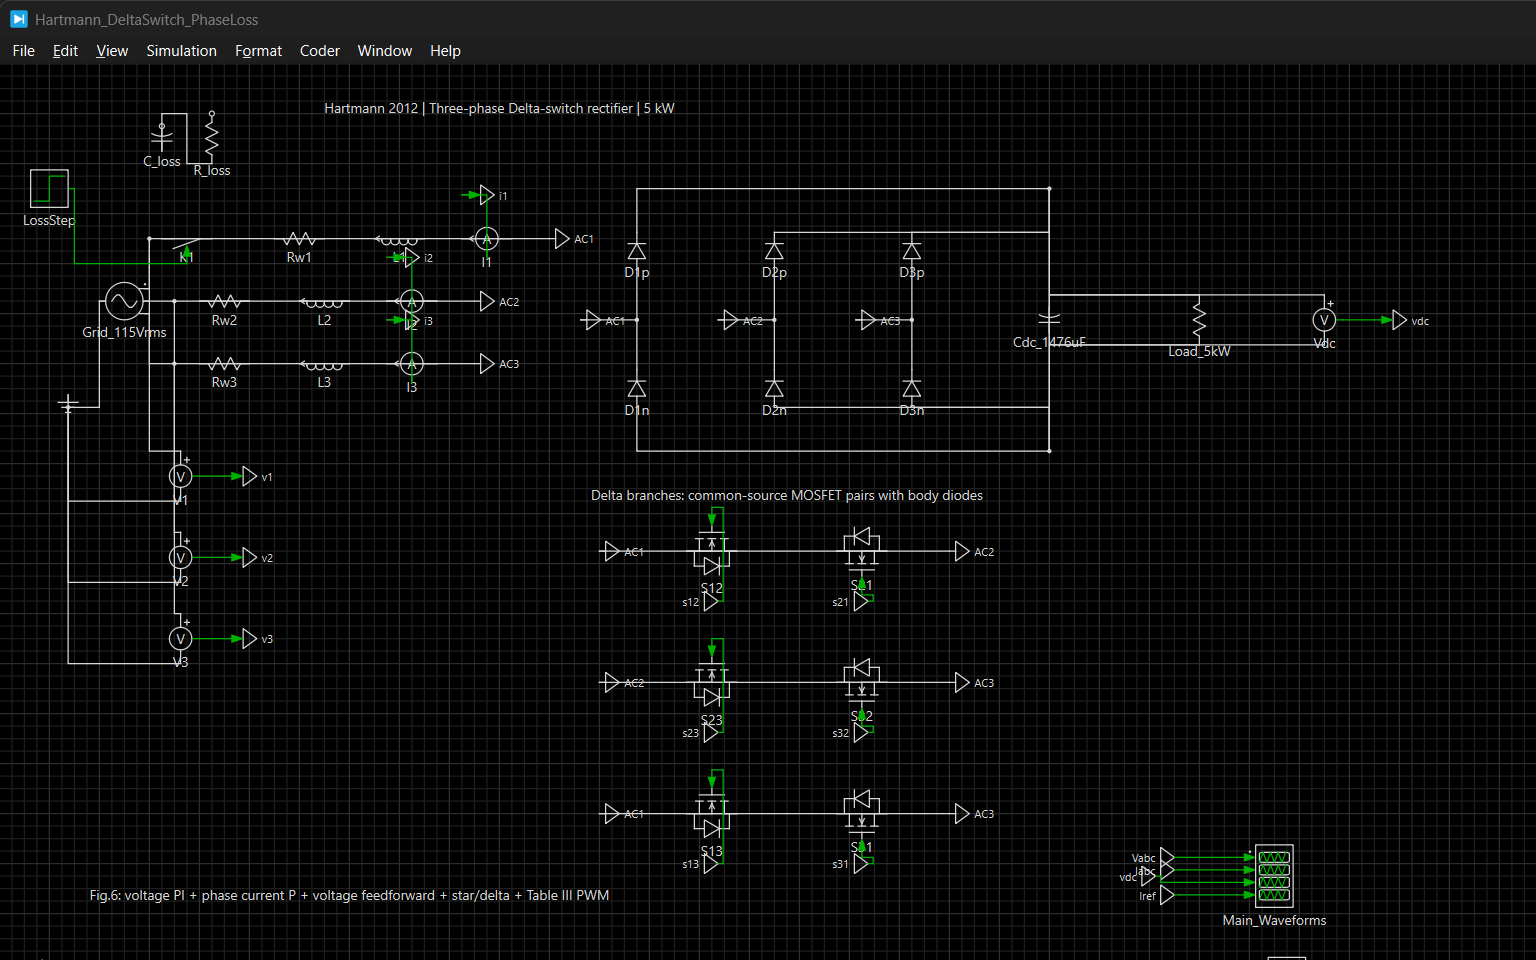 Hartmann_DeltaSwitch_PhaseLoss
File Edit View Simulation Format Coder Window Help
Hartmann 2012 | Three-phase Delta-switch rectifier | 5 kW
C_loss
R_loss
LossStep
i1
K1
Rw1
L1
A
I1
AC1
i2
Grid_115Vrms
Rw2
L2
A
I2
AC2
i3
Rw3
L3
A
I3
AC3
D1p
D2p
D3p
AC1
AC2
AC3
D1n
D2n
D3n
Cdc_1476uF
Load_5kW
+
V
Vdc
vdc
+
V
V1
v1
+
V
V2
v2
+
V
V3
v3
Delta branches: common-source MOSFET pairs with body diodes
AC1
S12
s12
S21
s21
AC2
AC2
S23
s23
S32
s32
AC3
AC1
S13
s13
S31
s31
AC3
Vabc
Iabc
vdc
Iref
Main_Waveforms
Fig.6: voltage PI + phase current P + voltage feedforward + star/delta + Table III PWM